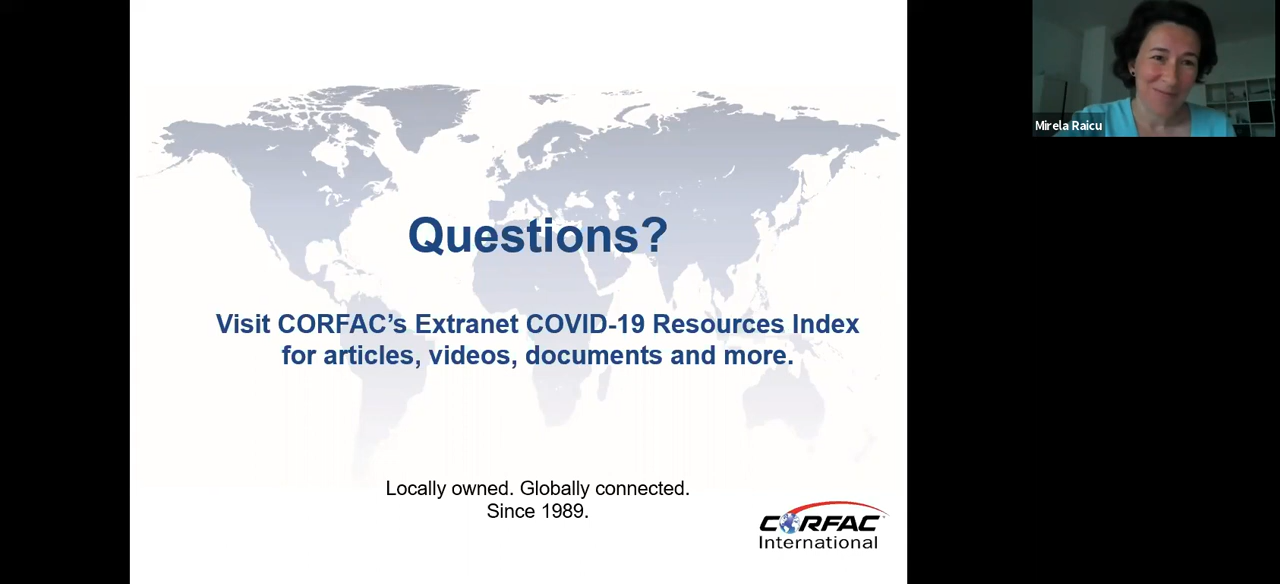 Questions?
Visit CORFAC’s Extranet COVID-19 Resources Index
for articles, videos, documents and more.
Locally owned. Globally connected.
Since 1989.
CORFAC
International
Mirela Raicu